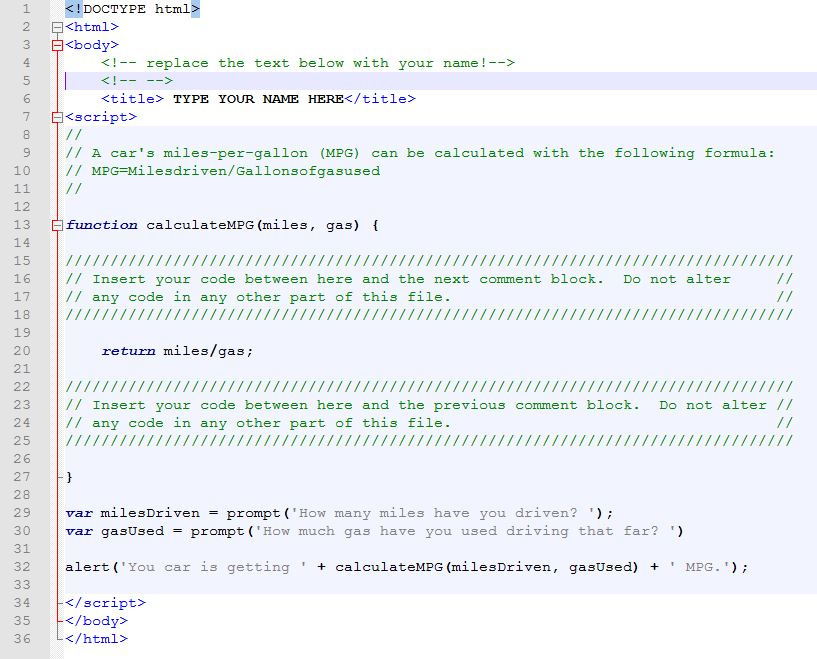 1 <!DOCTYPE html>
2 <html>
3 <body>
4 <!-- replace the text below with your name!-->
5 <!-- -->
6 <title> TYPE YOUR NAME HERE</title>
7 <script>
8 //
9 // A car's miles-per-gallon (MPG) can be calculated with the following formula:
10 // MPG=Milesdriven/Gallonsofgasused
11 //
12
13 function calculateMPG(miles, gas) {
14
15 /////////////////////////////////////////////////////////////////////////////////
16 // Insert your code between here and the next comment block.  Do not alter     //
17 // any code in any other part of this file.                                    //
18 /////////////////////////////////////////////////////////////////////////////////
19
20 return miles/gas;
21
22 /////////////////////////////////////////////////////////////////////////////////
23 // Insert your code between here and the previous comment block.  Do not alter //
24 // any code in any other part of this file.                                    //
25 /////////////////////////////////////////////////////////////////////////////////
26
27 }
28
29 var milesDriven = prompt('How many miles have you driven? ');
30 var gasUsed = prompt('How much gas have you used driving that far? ')
31
32 alert('You car is getting ' + calculateMPG(milesDriven, gasUsed) + ' MPG.');
33
34 </script>
35 </body>
36 </html>